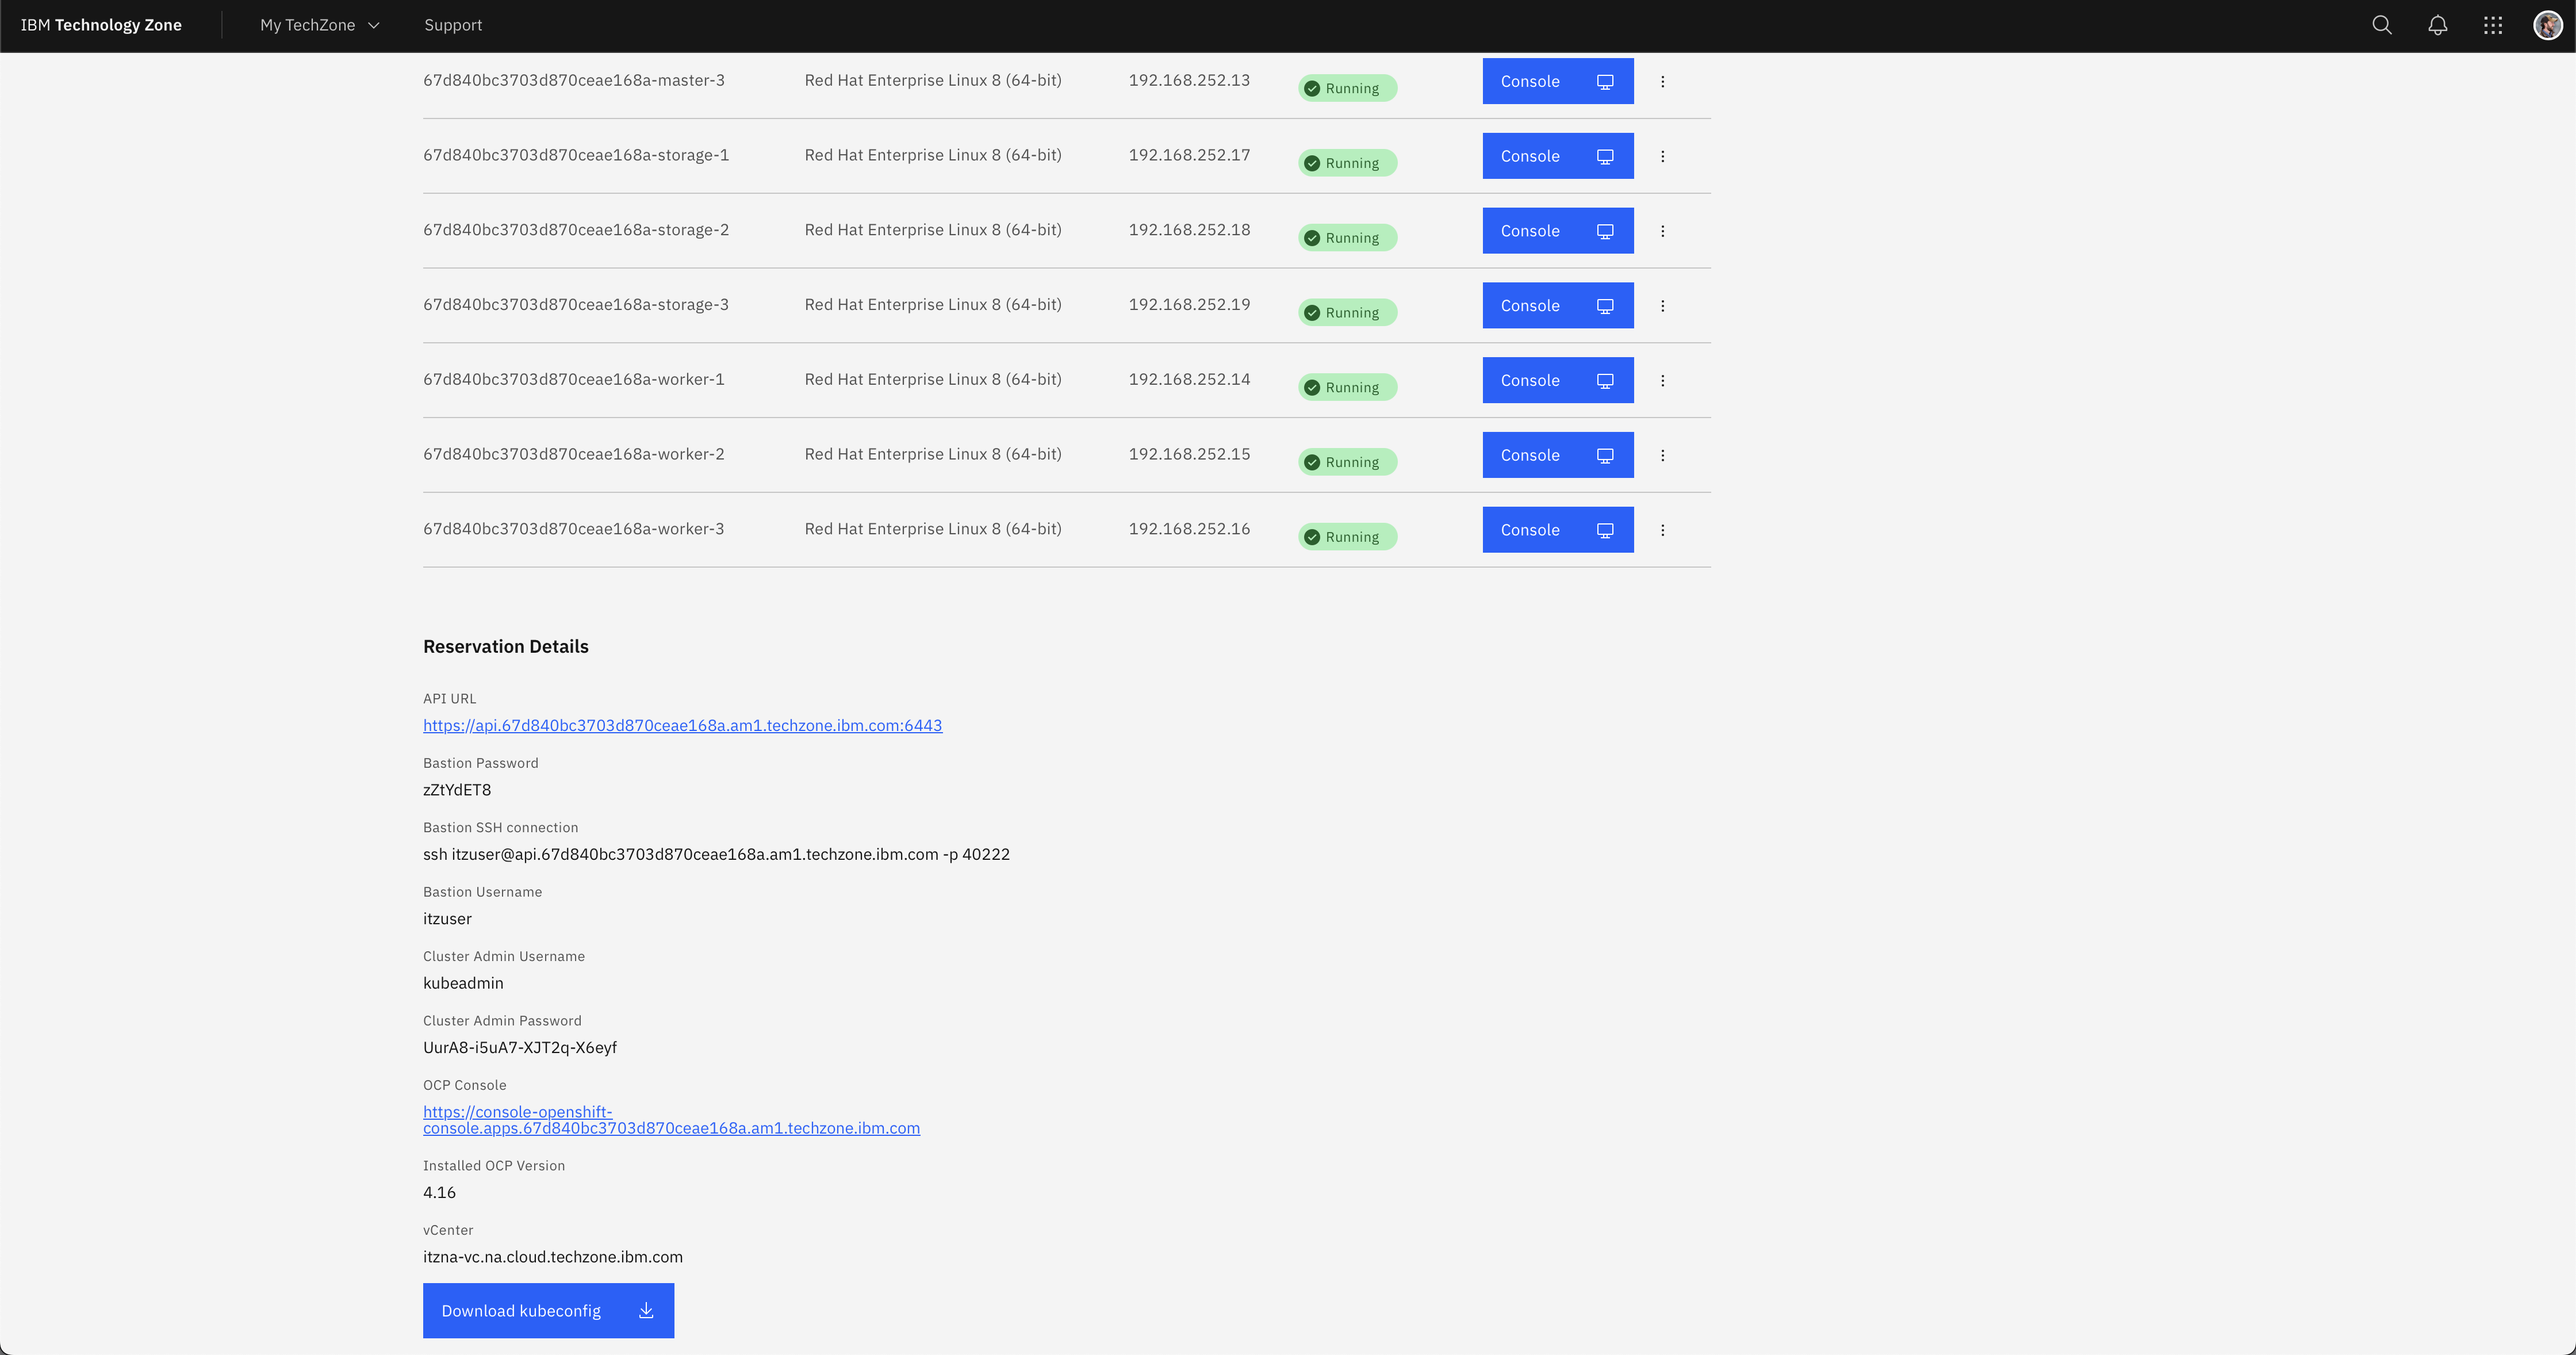 IBM Technology Zone My TechZone Support
67d840bc3703d870ceae168a-master-3 Red Hat Enterprise Linux 8 (64-bit) 192.168.252.13 Running Console
67d840bc3703d870ceae168a-storage-1 Red Hat Enterprise Linux 8 (64-bit) 192.168.252.17 Running Console
67d840bc3703d870ceae168a-storage-2 Red Hat Enterprise Linux 8 (64-bit) 192.168.252.18 Running Console
67d840bc3703d870ceae168a-storage-3 Red Hat Enterprise Linux 8 (64-bit) 192.168.252.19 Running Console
67d840bc3703d870ceae168a-worker-1 Red Hat Enterprise Linux 8 (64-bit) 192.168.252.14 Running Console
67d840bc3703d870ceae168a-worker-2 Red Hat Enterprise Linux 8 (64-bit) 192.168.252.15 Running Console
67d840bc3703d870ceae168a-worker-3 Red Hat Enterprise Linux 8 (64-bit) 192.168.252.16 Running Console
Reservation Details
API URL
https://api.67d840bc3703d870ceae168a.am1.techzone.ibm.com:6443
Bastion Password
zZtYdET8
Bastion SSH connection
ssh itzuser@api.67d840bc3703d870ceae168a.am1.techzone.ibm.com -p 40222
Bastion Username
itzuser
Cluster Admin Username
kubeadmin
Cluster Admin Password
UurA8-i5uA7-XJT2q-X6eyf
OCP Console
https://console-openshift-
console.apps.67d840bc3703d870ceae168a.am1.techzone.ibm.com
Installed OCP Version
4.16
vCenter
itzna-vc.na.cloud.techzone.ibm.com
Download kubeconfig